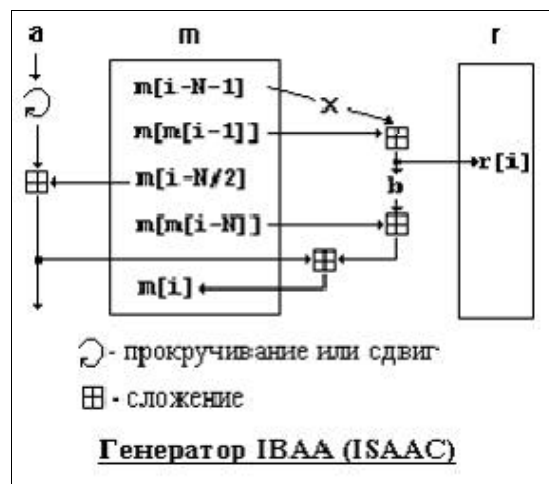 a m r
m[i-N-1]
x
m[m[i-1]]
m[i-N/2]
r[i]
b
m[m[i-N]]
m[i]
- прокручивание или сдвиг
- сложение
Генератор IBAA (ISAAC)